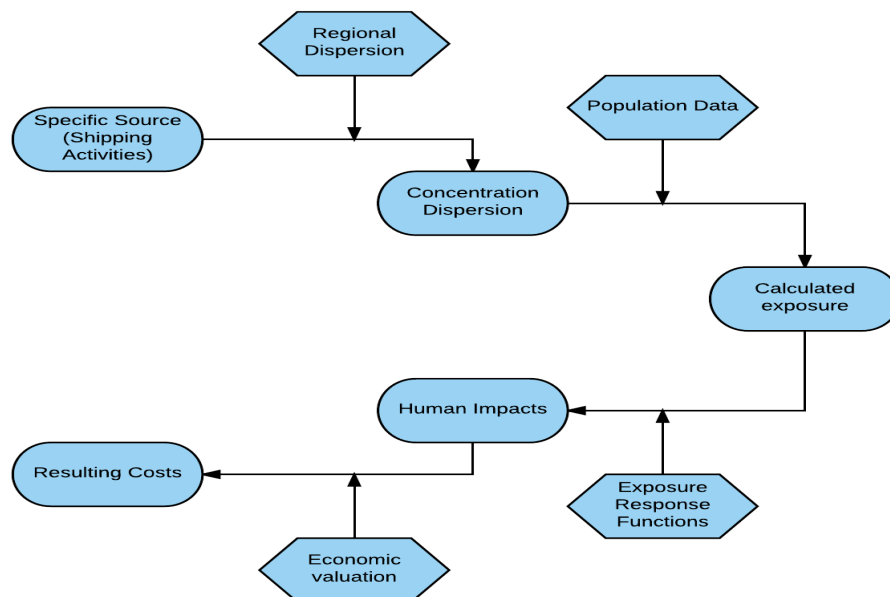 Regional
Dispersion
Population Data
Specific Source
(Shipping
Activities)
Concentration
Dispersion
Calculated
exposure
Human Impacts
Resulting Costs
Exposure
Response
Functions
Economic
valuation